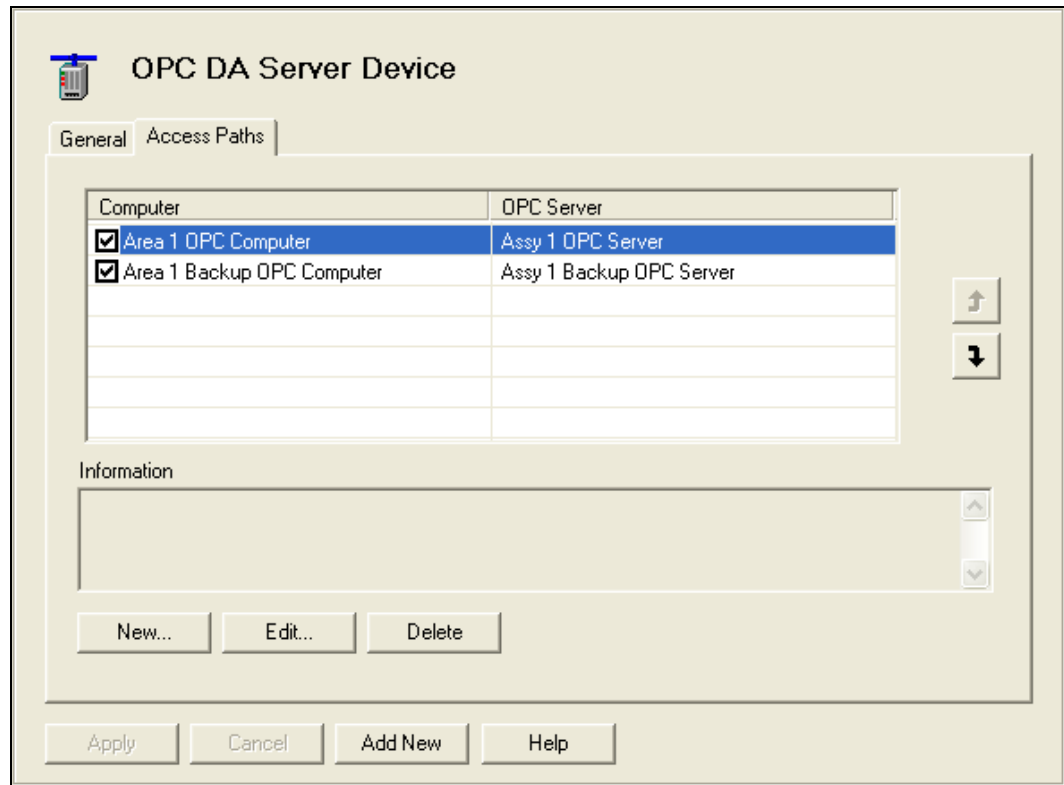 OPC DA Server Device
General Access Paths
Computer OPC Server
Area 1 OPC Computer Assy 1 OPC Server
Area 1 Backup OPC Computer Assy 1 Backup OPC Server
Information
New... Edit... Delete
Apply Cancel Add New Help